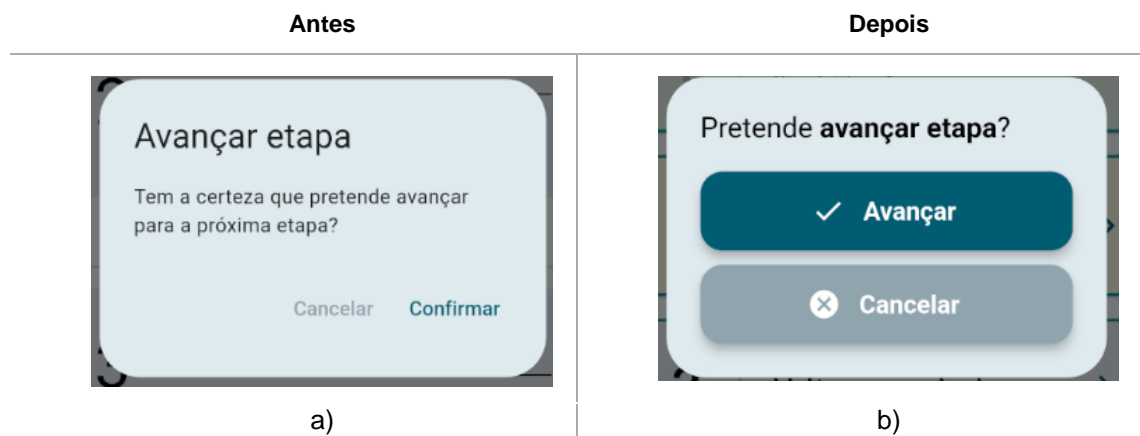 Antes
Depois
Avançar etapa
Tem a certeza que pretende avançar
para a próxima etapa?
Cancelar
Confirmar
a)
Pretende avançar etapa?
Avançar
Cancelar
b)